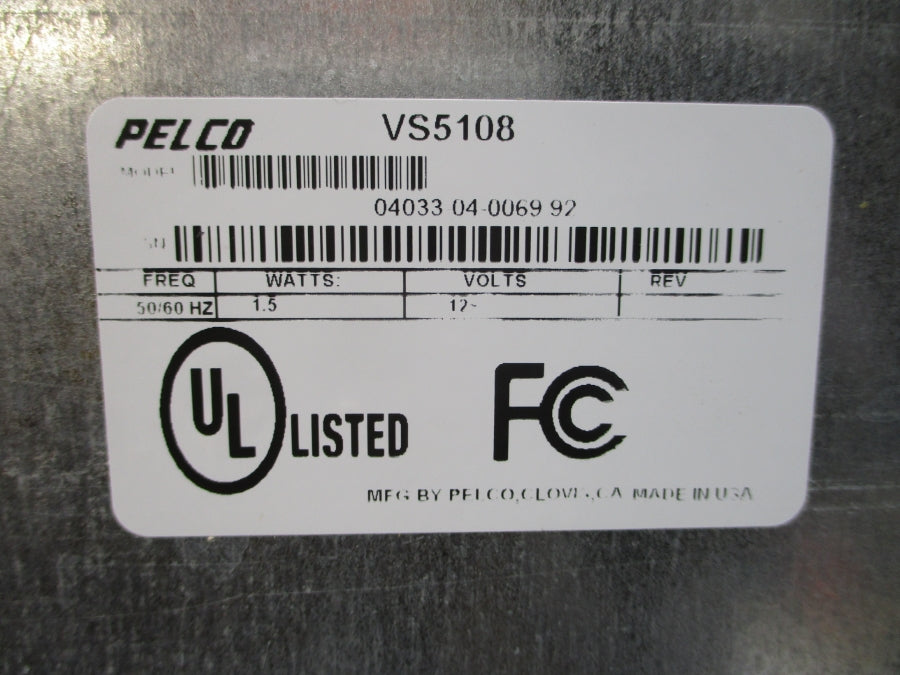 PELCO VS5108
MODEL
04033 04-0069 92
SN
FREQ WATTS: VOLTS REV
50/60 HZ 1.5 12~
UL LISTED FC
MFG BY PELCO,CLOVIS,CA MADE IN USA